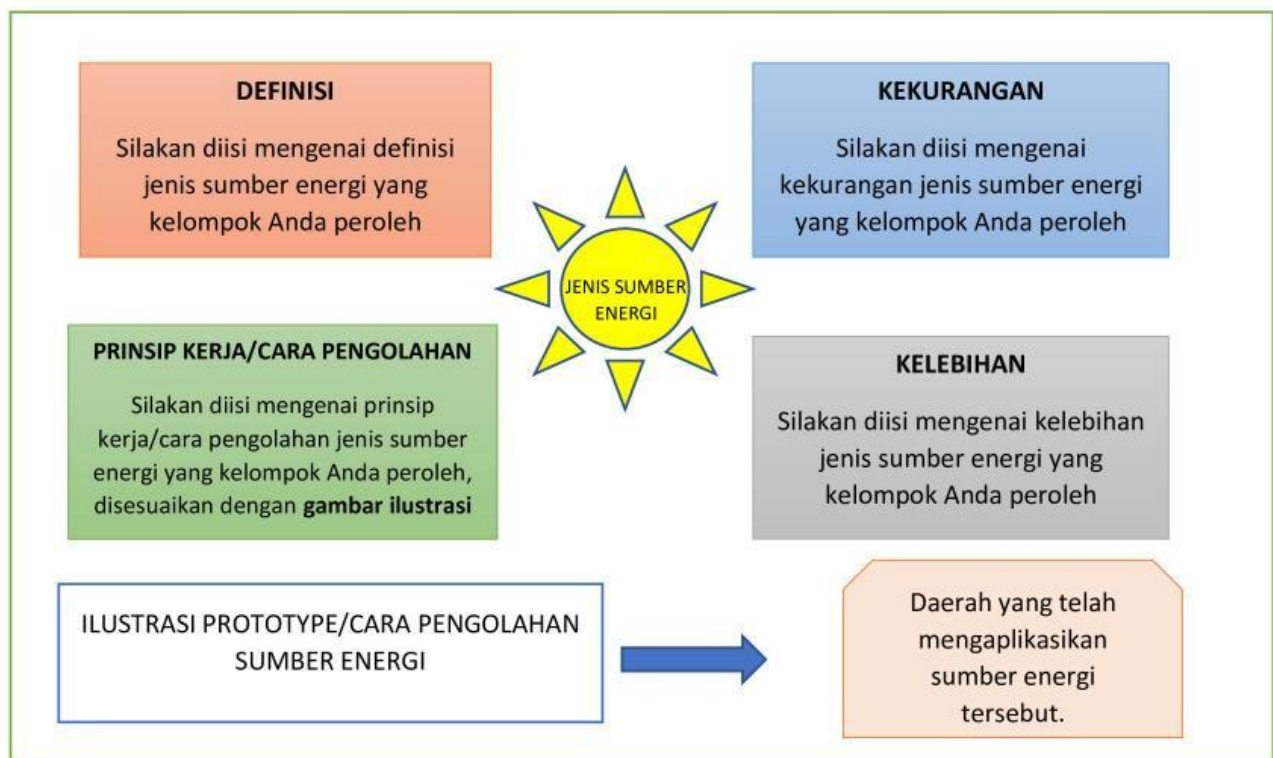 DEFINISI
Silakan diisi mengenai definisi
jenis sumber energi yang
kelompok Anda peroleh
KEKURANGAN
Silakan diisi mengenai
kekurangan jenis sumber energi
yang kelompok Anda peroleh
JENIS SUMBER
ENERGI
PRINSIP KERJA/CARA PENGOLAHAN
Silakan diisi mengenai prinsip
kerja/cara pengolahan jenis sumber
energi yang kelompok Anda peroleh,
disesuaikan dengan gambar ilustrasi
KELEBIHAN
Silakan diisi mengenai kelebihan
jenis sumber energi yang
kelompok Anda peroleh
ILUSTRASI PROTOTYPE/CARA PENGOLAHAN
SUMBER ENERGI
Daerah yang telah
mengaplikasikan
sumber energi
tersebut.